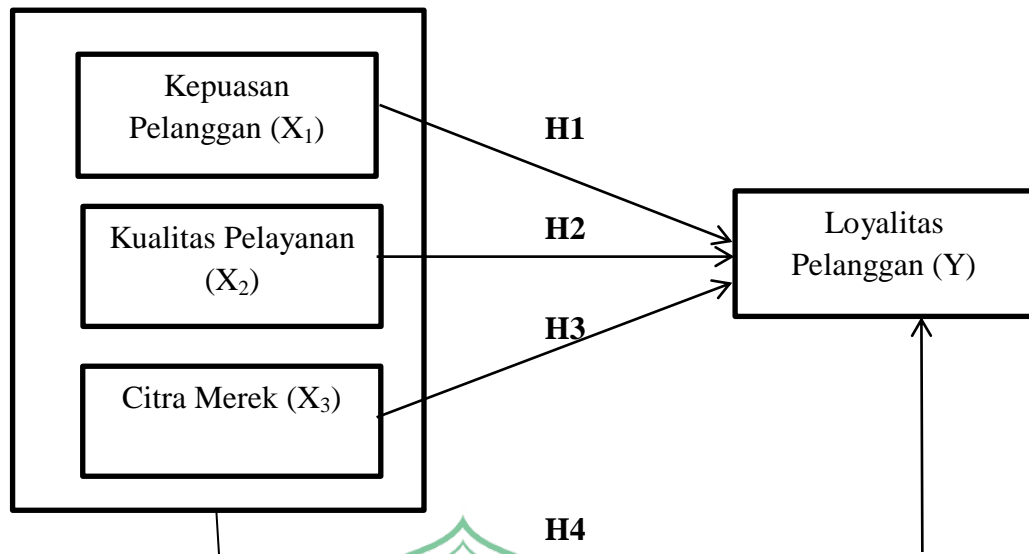 Kepuasan
Pelanggan (X₁)
H1
Kualitas Pelayanan
(X₂)
H2
Loyalitas
Pelanggan (Y)
H3
Citra Merek (X₃)
H4